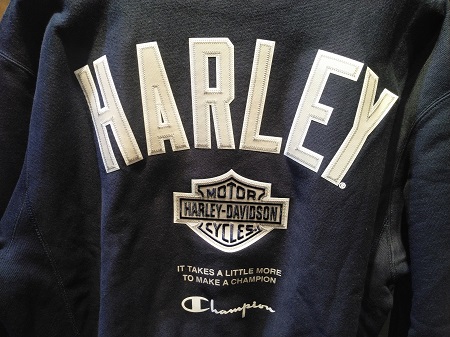 HARLEY
®
MOTOR
HARLEY-DAVIDSON
CYCLES
IT TAKES A LITTLE MORE
TO MAKE A CHAMPION
Champion